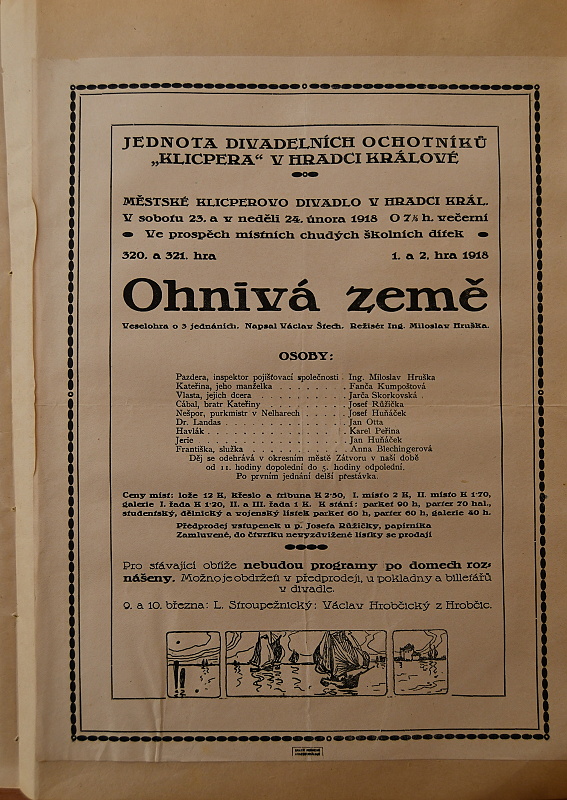 JEDNOTA DIVADELNÍCH OCHOTNÍKŮ
„KLICPERA“ V HRADCI KRÁLOVÉ
MĚSTSKÉ KLICPEROVO DIVADLO V HRADCI KRÁL.
V sobotu 23. a v neděli 24. února 1918 O 7½ h. večerní
Ve prospěch místních chudých školních dítek
320. a 321. hra 1. a 2. hra 1918
Ohnivá země
Veselohra o 3 jednáních. Napsal Václav Štech. Režisér Ing. Miloslav Hruška.
OSOBY:
Pazdera, inspektor pojišťovací společnosti . Ing. Miloslav Hruška
Kateřina, jeho manželka . . . . . . . . . Fanča Kumpoštová
Vlasta, jejich dcera . . . . . . . . . . . Jarča Skorkovská
Cábal, bratr Kateřiny . . . . . . . . . . Josef Růžička
Nešpor, purkmistr v Nelharech . . . . . . Josef Huňáček
Dr. Landas . . . . . . . . . . . . . . Jan Otta
Havlák . . . . . . . . . . . . . . . . Karel Peřina
Jerie . . . . . . . . . . . . . . . . . Jan Huňáček
Františka, služka . . . . . . . . . . . . Anna Blechingerová
Děj se odehrává v okresním městě Zátvoru v naší době
od 11. hodiny dopolední do 5. hodiny odpolední.
Po prvním jednání delší přestávka.
Ceny míst: lože 12 K, křeslo a tribuna K 2·50, I. místo 2 K, II. místo K 1·70,
galerie I. řada K 1·20, II. a III. řada 1 K. K stání: parket 90 h, parter 70 hal.,
studentský, dělnický a vojenský lístek parket 60 h, parter 60 h, galerie 40 h.
Předprodej vstupenek u p. Josefa Růžičky, papírníka
Zamluvené, do čtvrtku nevyzdvižené lístky se prodají
Pro stávající obtíže nebudou programy po domech roz-
nášeny. Možno je obdržeti v předprodeji, u pokladny a biletářů
v divadle.
9. a 10. března: L. Stroupežnický: Václav Hrobčický z Hrobčic.